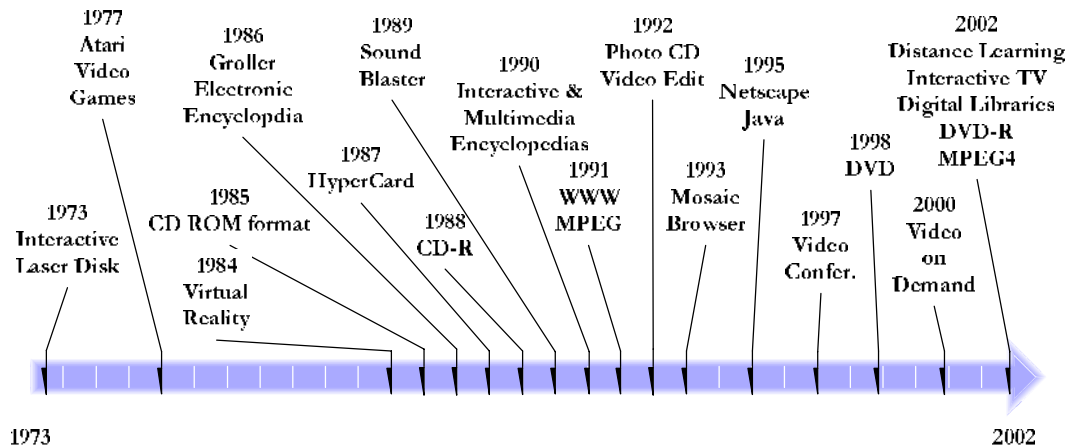 1977
Atari
Video
Games
1986
Groller
Electronic
Encyclopdia
1989
Sound
Blaster
1990
Interactive &
Multimedia
Encyclopedias
1992
Photo CD
Video Edit
1995
Netscape
Java
2002
Distance Learning
Interactive TV
Digital Libraries
DVD-R
MPEG4
1973
Interactive
Laser Disk
1985
CD ROM format
1984
Virtual
Reality
1987
HyperCard
1988
CD-R
1991
WWW
MPEG
1993
Mosaic
Browser
1997
Video
Confer.
1998
DVD
2000
Video
on
Demand
1973
2002